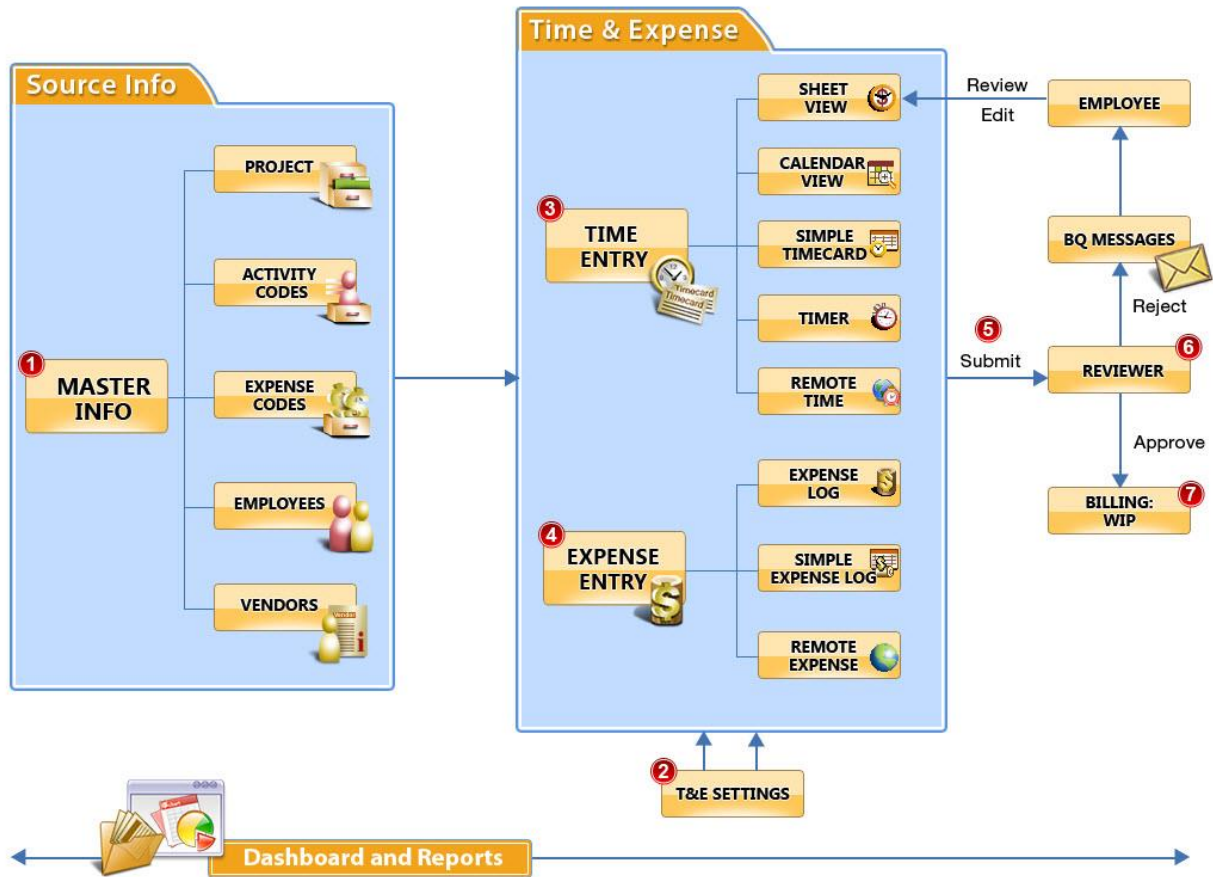 Time & Expense
Source Info
1
MASTER
INFO
PROJECT
ACTIVITY
CODES
EXPENSE
CODES
EMPLOYEES
VENDORS
Vendor
i
3
TIME
ENTRY
12
Timecard
Timecard
SHEET
VIEW
CALENDAR
VIEW
SIMPLE
TIMECARD
TIMER
REMOTE
TIME
4
EXPENSE
ENTRY
EXPENSE
LOG
SIMPLE
EXPENSE LOG
REMOTE
EXPENSE
2
T&E SETTINGS
5
Submit
6
REVIEWER
Reject
BQ MESSAGES
EMPLOYEE
Review
Edit
Approve
7
BILLING:
WIP
Dashboard and Reports